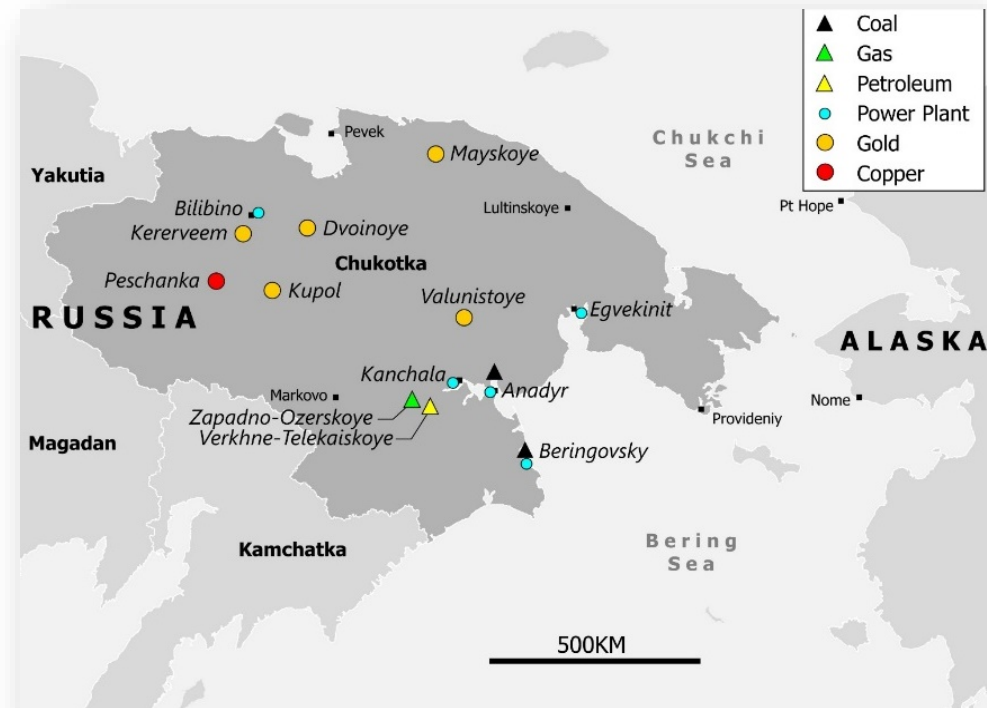 Coal
Gas
Petroleum
Power Plant
Gold
Copper
Chukchi
Sea
Pevek
Mayskoye
Yakutia
Bilibino
Lultinskoye
Pt Hope
Kererveem
Dvoinoye
Chukotka
Peschanka
Kupol
Valunistoye
Egvekinit
RUSSIA
ALASKA
Kanchala
Anadyr
Markovo
Nome
Zapadno-Ozerskoye
Provideniy
Verkhne-Telekaiskoye
Magadan
Beringovsky
Kamchatka
Bering
Sea
500KM